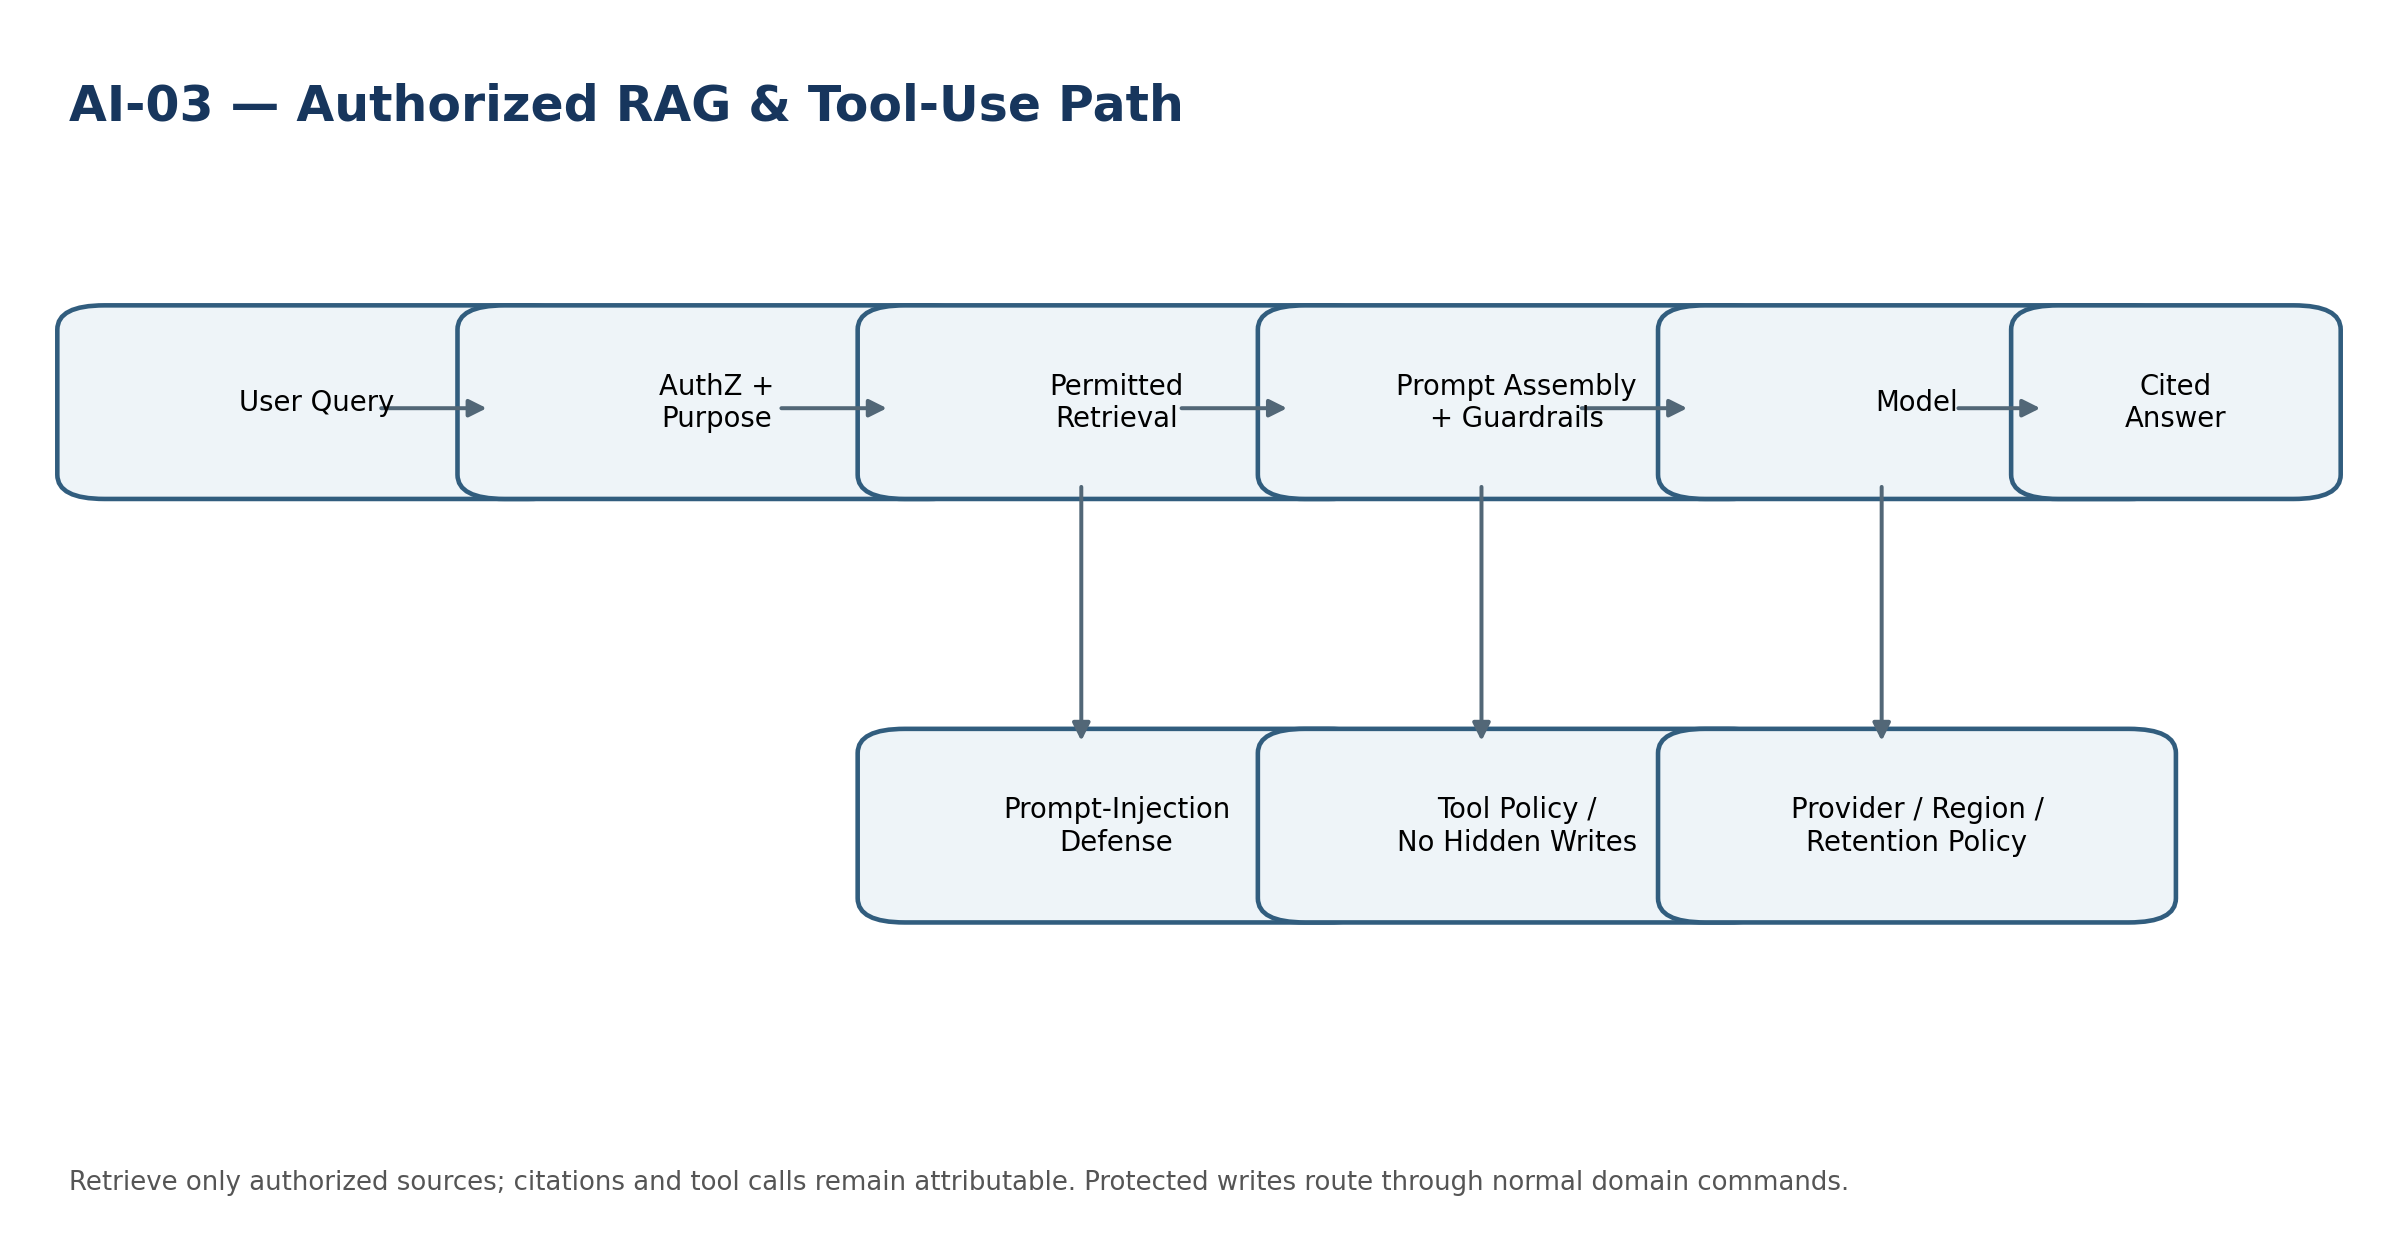 AI-03 — Authorized RAG & Tool-Use Path
User Query
AuthZ +
Purpose
Permitted
Retrieval
Prompt Assembly
+ Guardrails
Model
Cited
Answer
Prompt-Injection
Defense
Tool Policy /
No Hidden Writes
Provider / Region /
Retention Policy
Retrieve only authorized sources; citations and tool calls remain attributable. Protected writes route through normal domain commands.